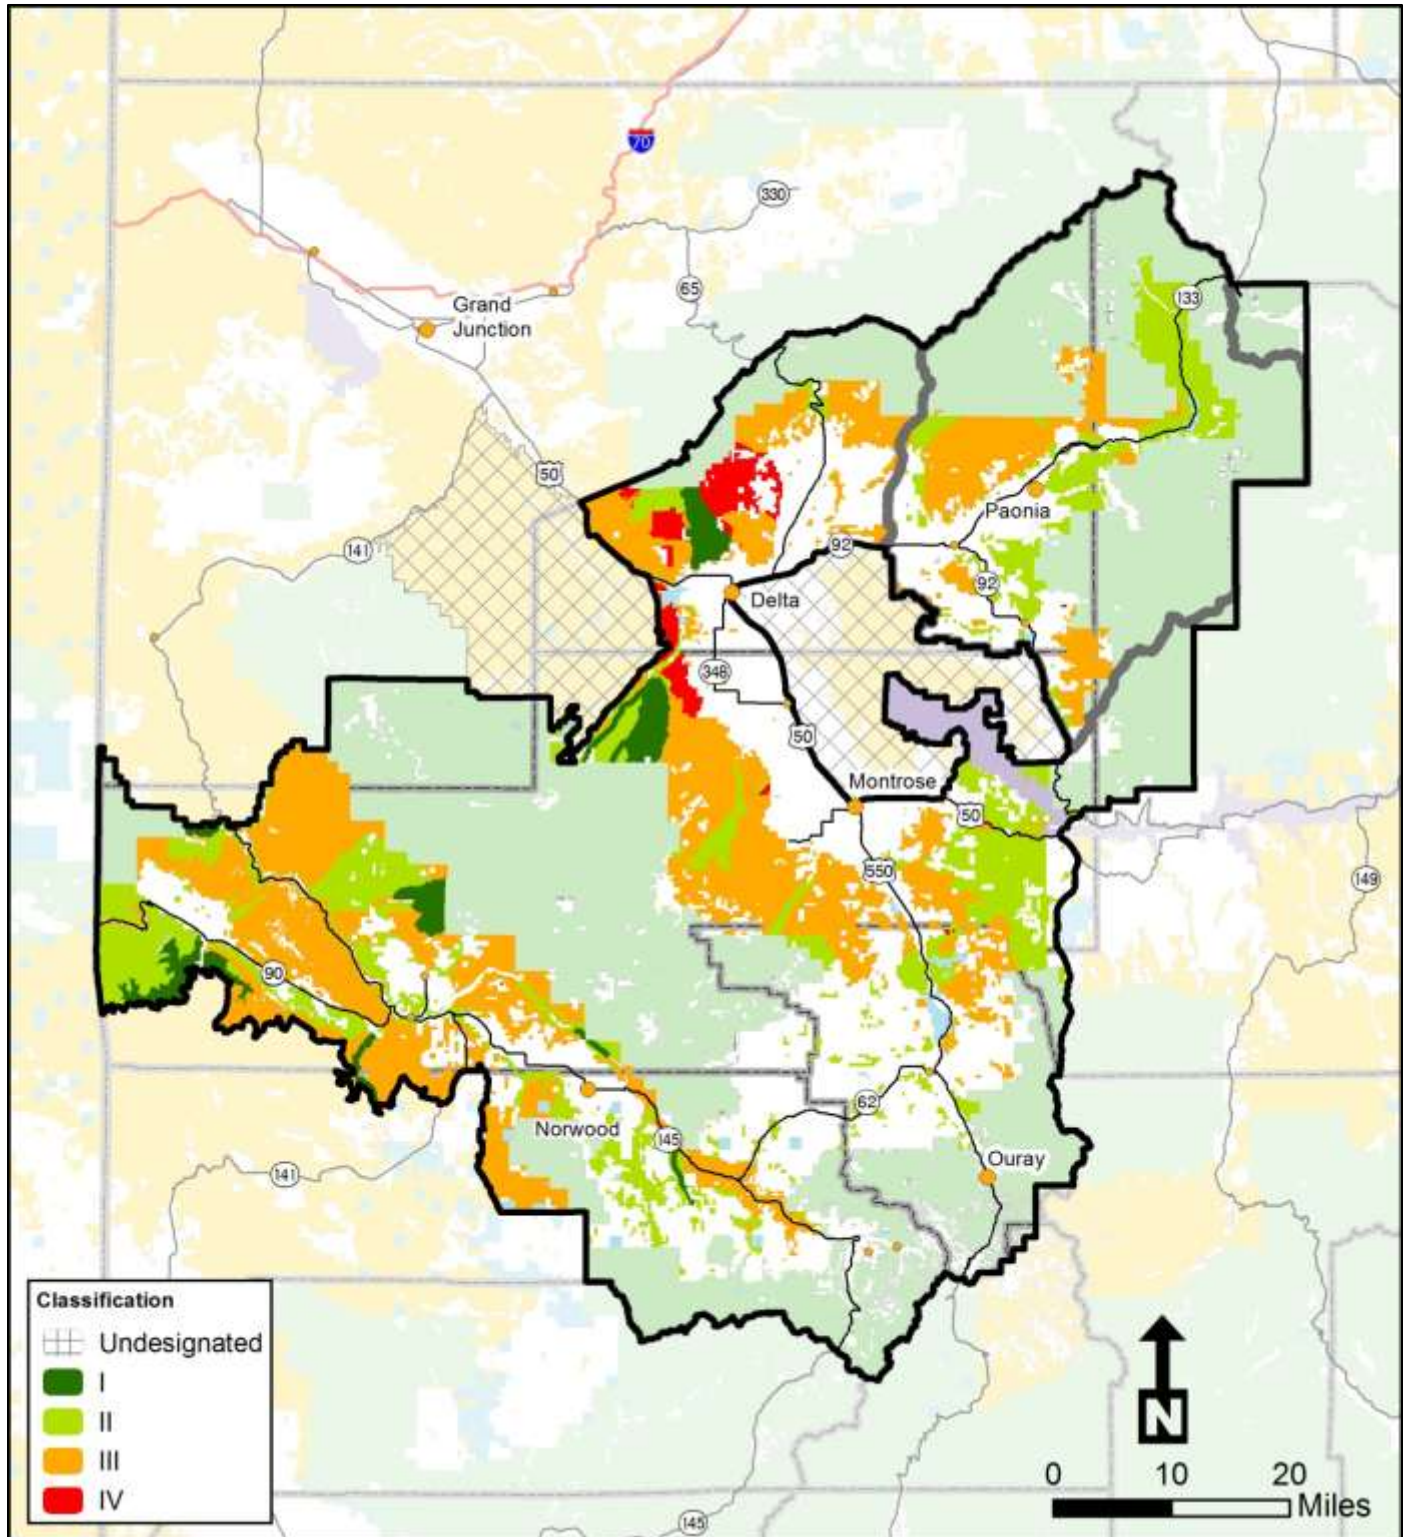 70
330
65
133
Grand
Junction
50
141
Paonia
92
92
Delta
348
50
Montrose
50
550
149
90
62
Norwood
145
Ouray
141
Classification
Undesignated
I
II
III
IV
N
0 10 20
Miles
145